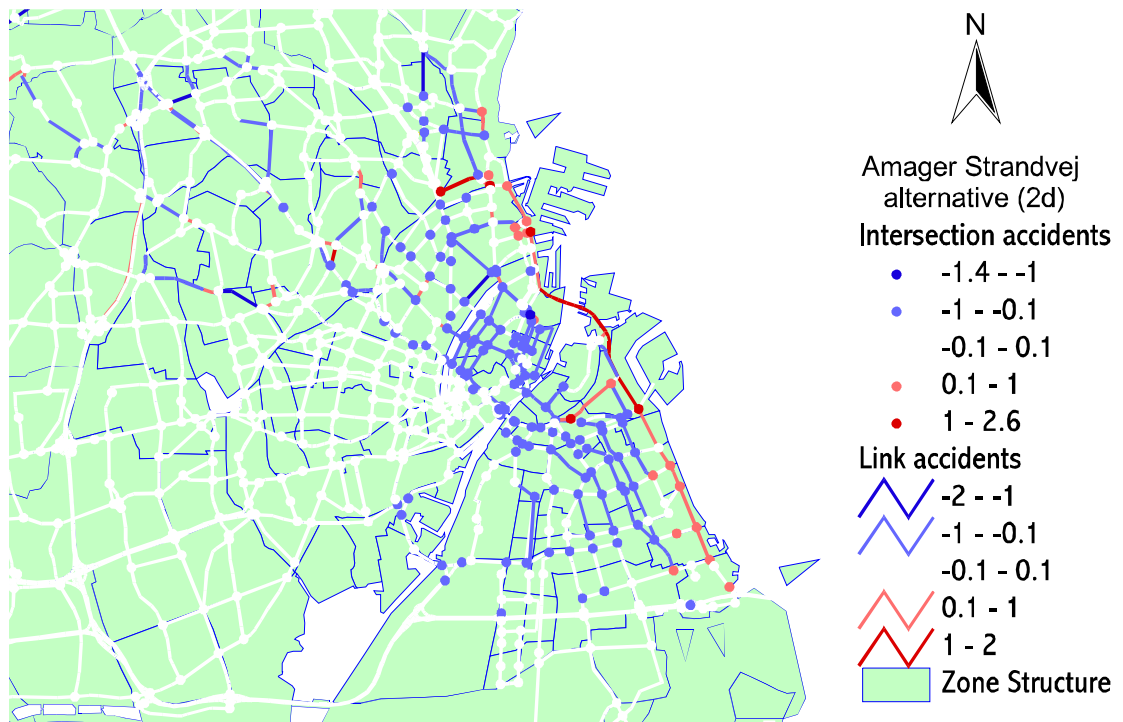 N
Amager Strandvej
alternative (2d)
Intersection accidents
-1.4 - -1
-1 - -0.1
-0.1 - 0.1
0.1 - 1
1 - 2.6
Link accidents
-2 - -1
-1 - -0.1
-0.1 - 0.1
0.1 - 1
1 - 2
Zone Structure